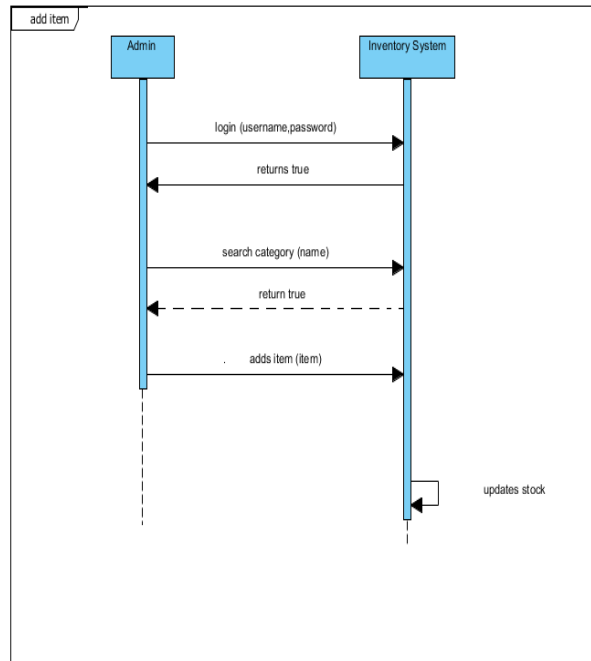 add item
Admin
Inventory System
login (username,password)
returns true
search category (name)
return true
. adds item (item)
updates stock